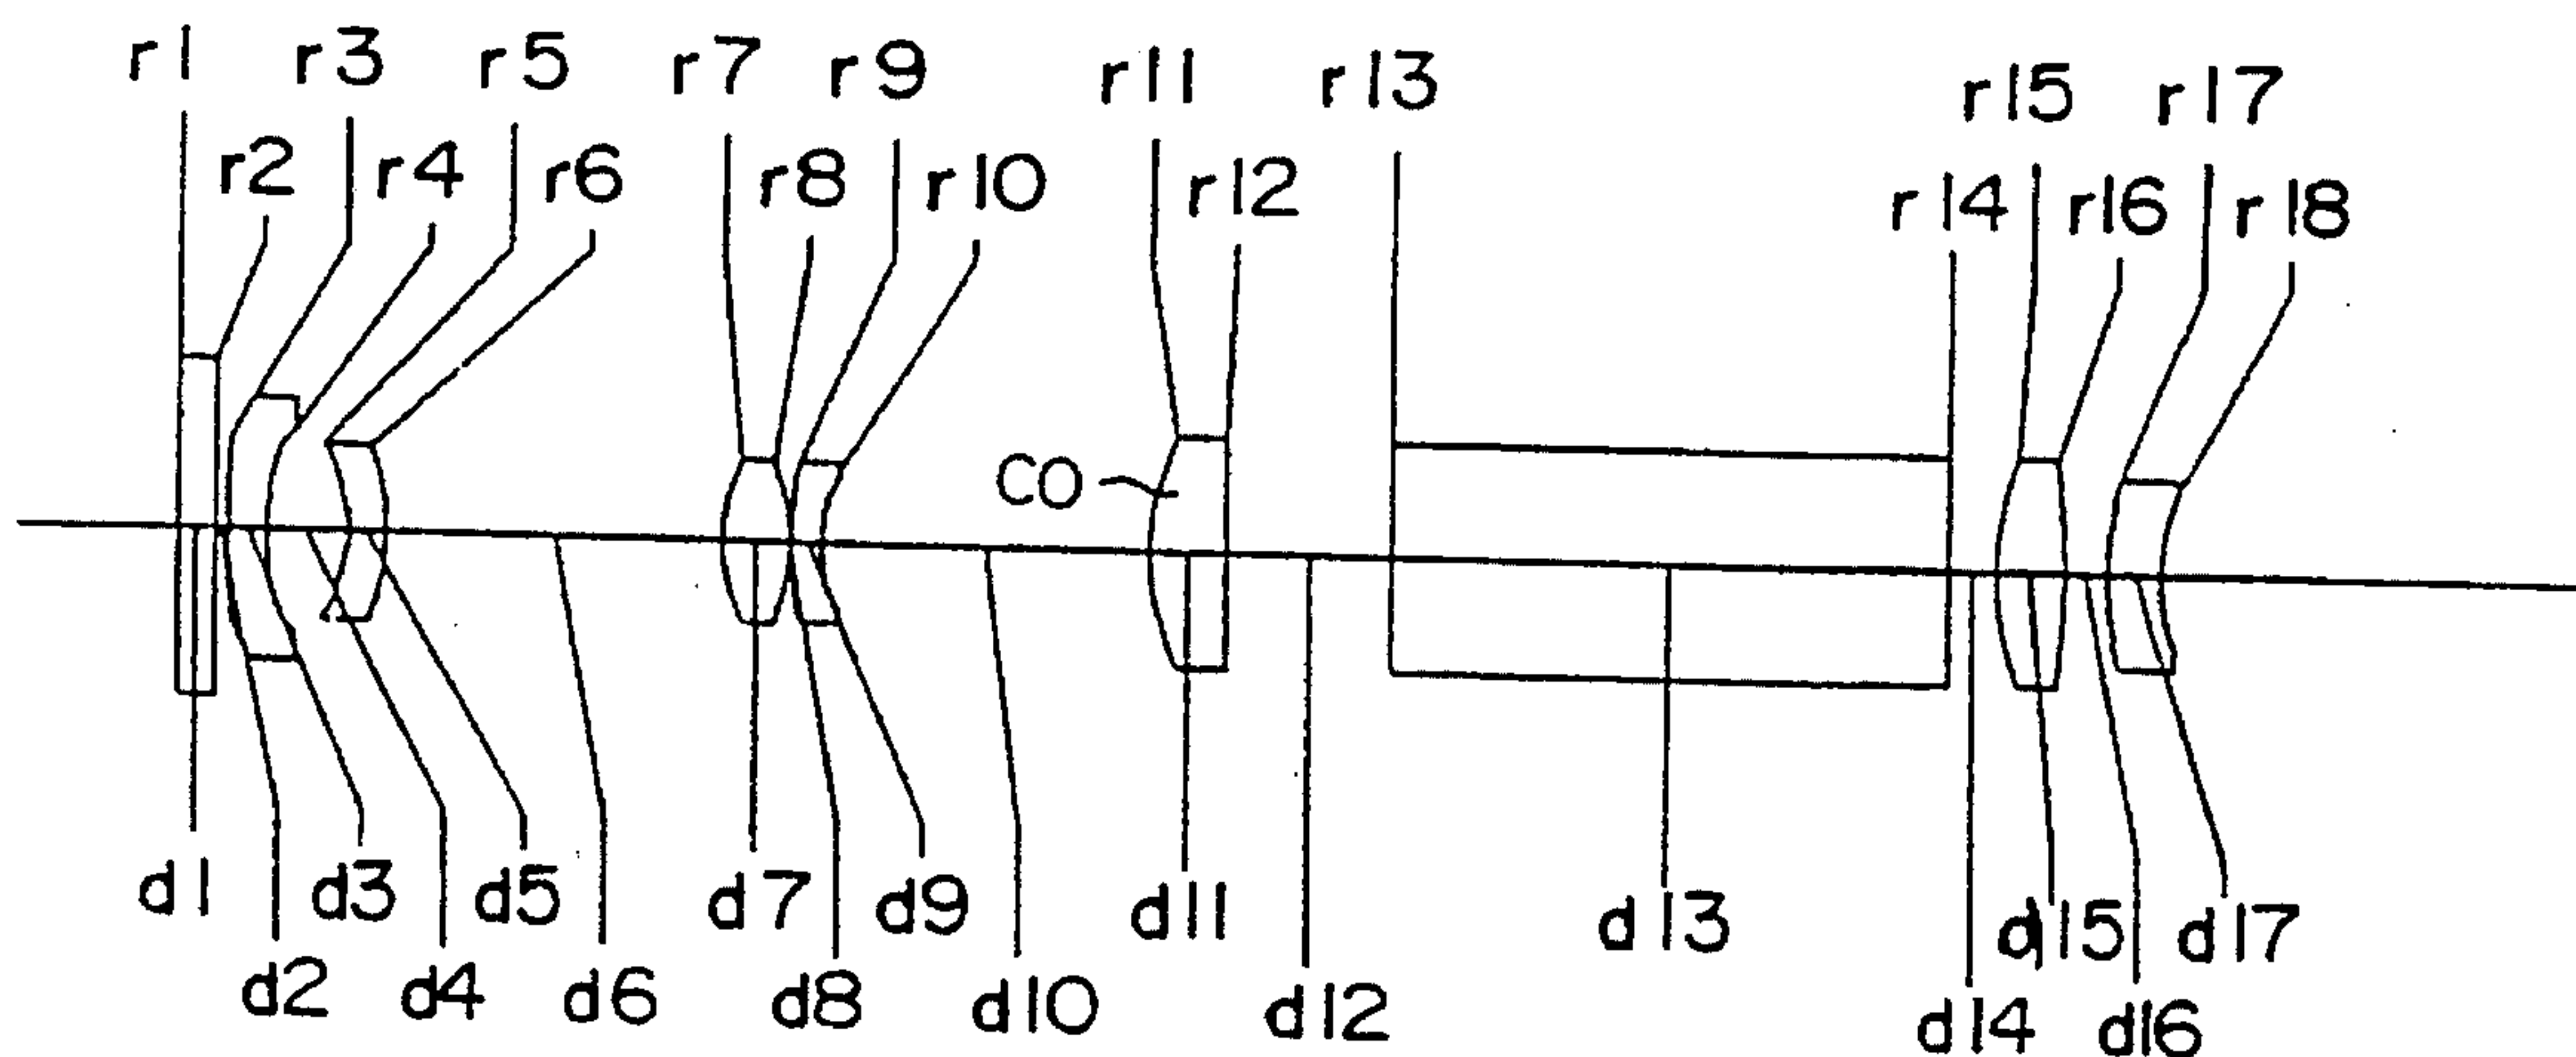 r1 r3 r5 r7 r9 r11 r13 r15 r17
r2 r4 r6 r8 r10 r12 r14 r16 r18
CO
d1 d3 d5 d7 d9 d11 d13 d15 d17
d2 d4 d6 d8 d10 d12 d14 d16